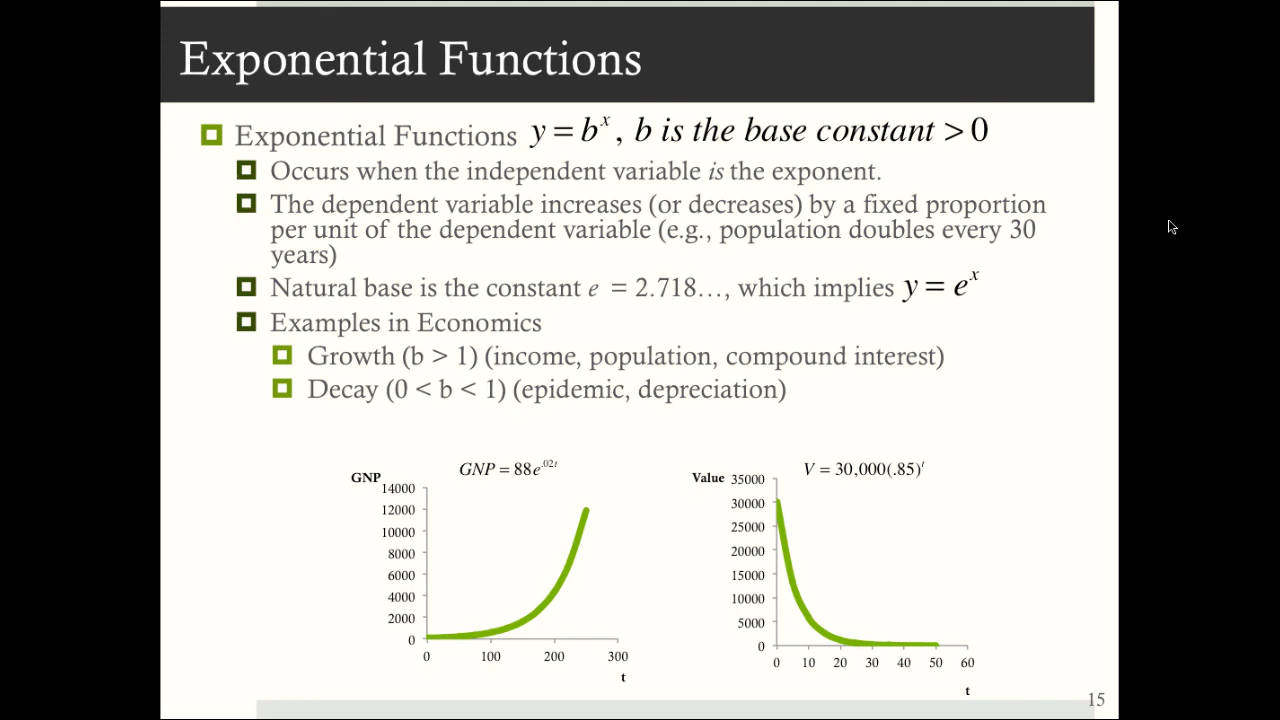 Exponential Functions
Exponential Functions y = bˣ, b is the base constant > 0
Occurs when the independent variable is the exponent.
The dependent variable increases (or decreases) by a fixed proportion
per unit of the dependent variable (e.g., population doubles every 30
years)
Natural base is the constant e = 2.718…, which implies y = eˣ
Examples in Economics
Growth (b > 1) (income, population, compound interest)
Decay (0 < b < 1) (epidemic, depreciation)
GNP
GNP = 88e^.02t
14000
12000
10000
8000
6000
4000
2000
0
0 100 200 300
t
Value
V = 30,000(.85)^t
35000
30000
25000
20000
15000
10000
5000
0
0 10 20 30 40 50 60
t
15